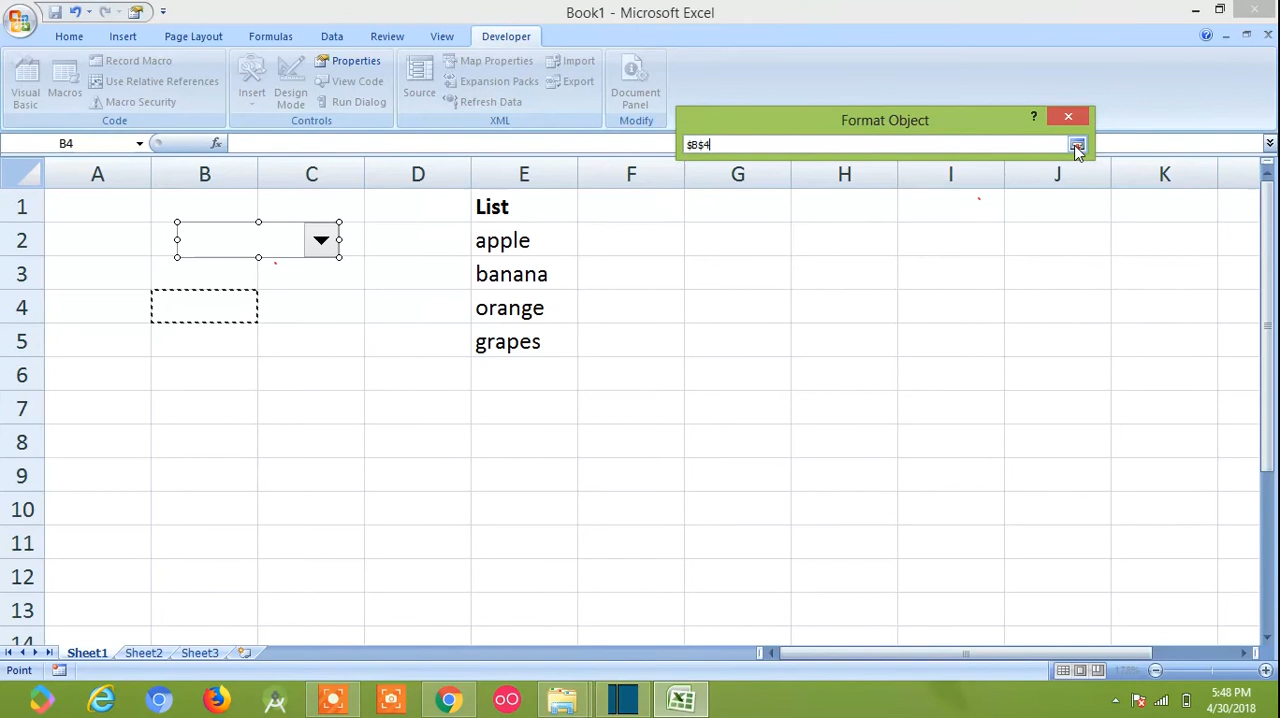 Book1 - Microsoft Excel
Home Insert Page Layout Formulas Data Review View Developer
Visual Basic
Macros
Record Macro
Use Relative References
Macro Security
Code
Insert
Design Mode
Properties
View Code
Run Dialog
Controls
Source
Map Properties
Expansion Packs
Refresh Data
Import
Export
XML
Document Panel
Modify
Format Object ?
$B$4
B4 fx
A B C D E F G H I J K
1 List
2 apple
3 banana
4 orange
5 grapes
6
7
8
9
10
11
12
13
14
Sheet1 Sheet2 Sheet3
Point 178%
5:48 PM
4/30/2018